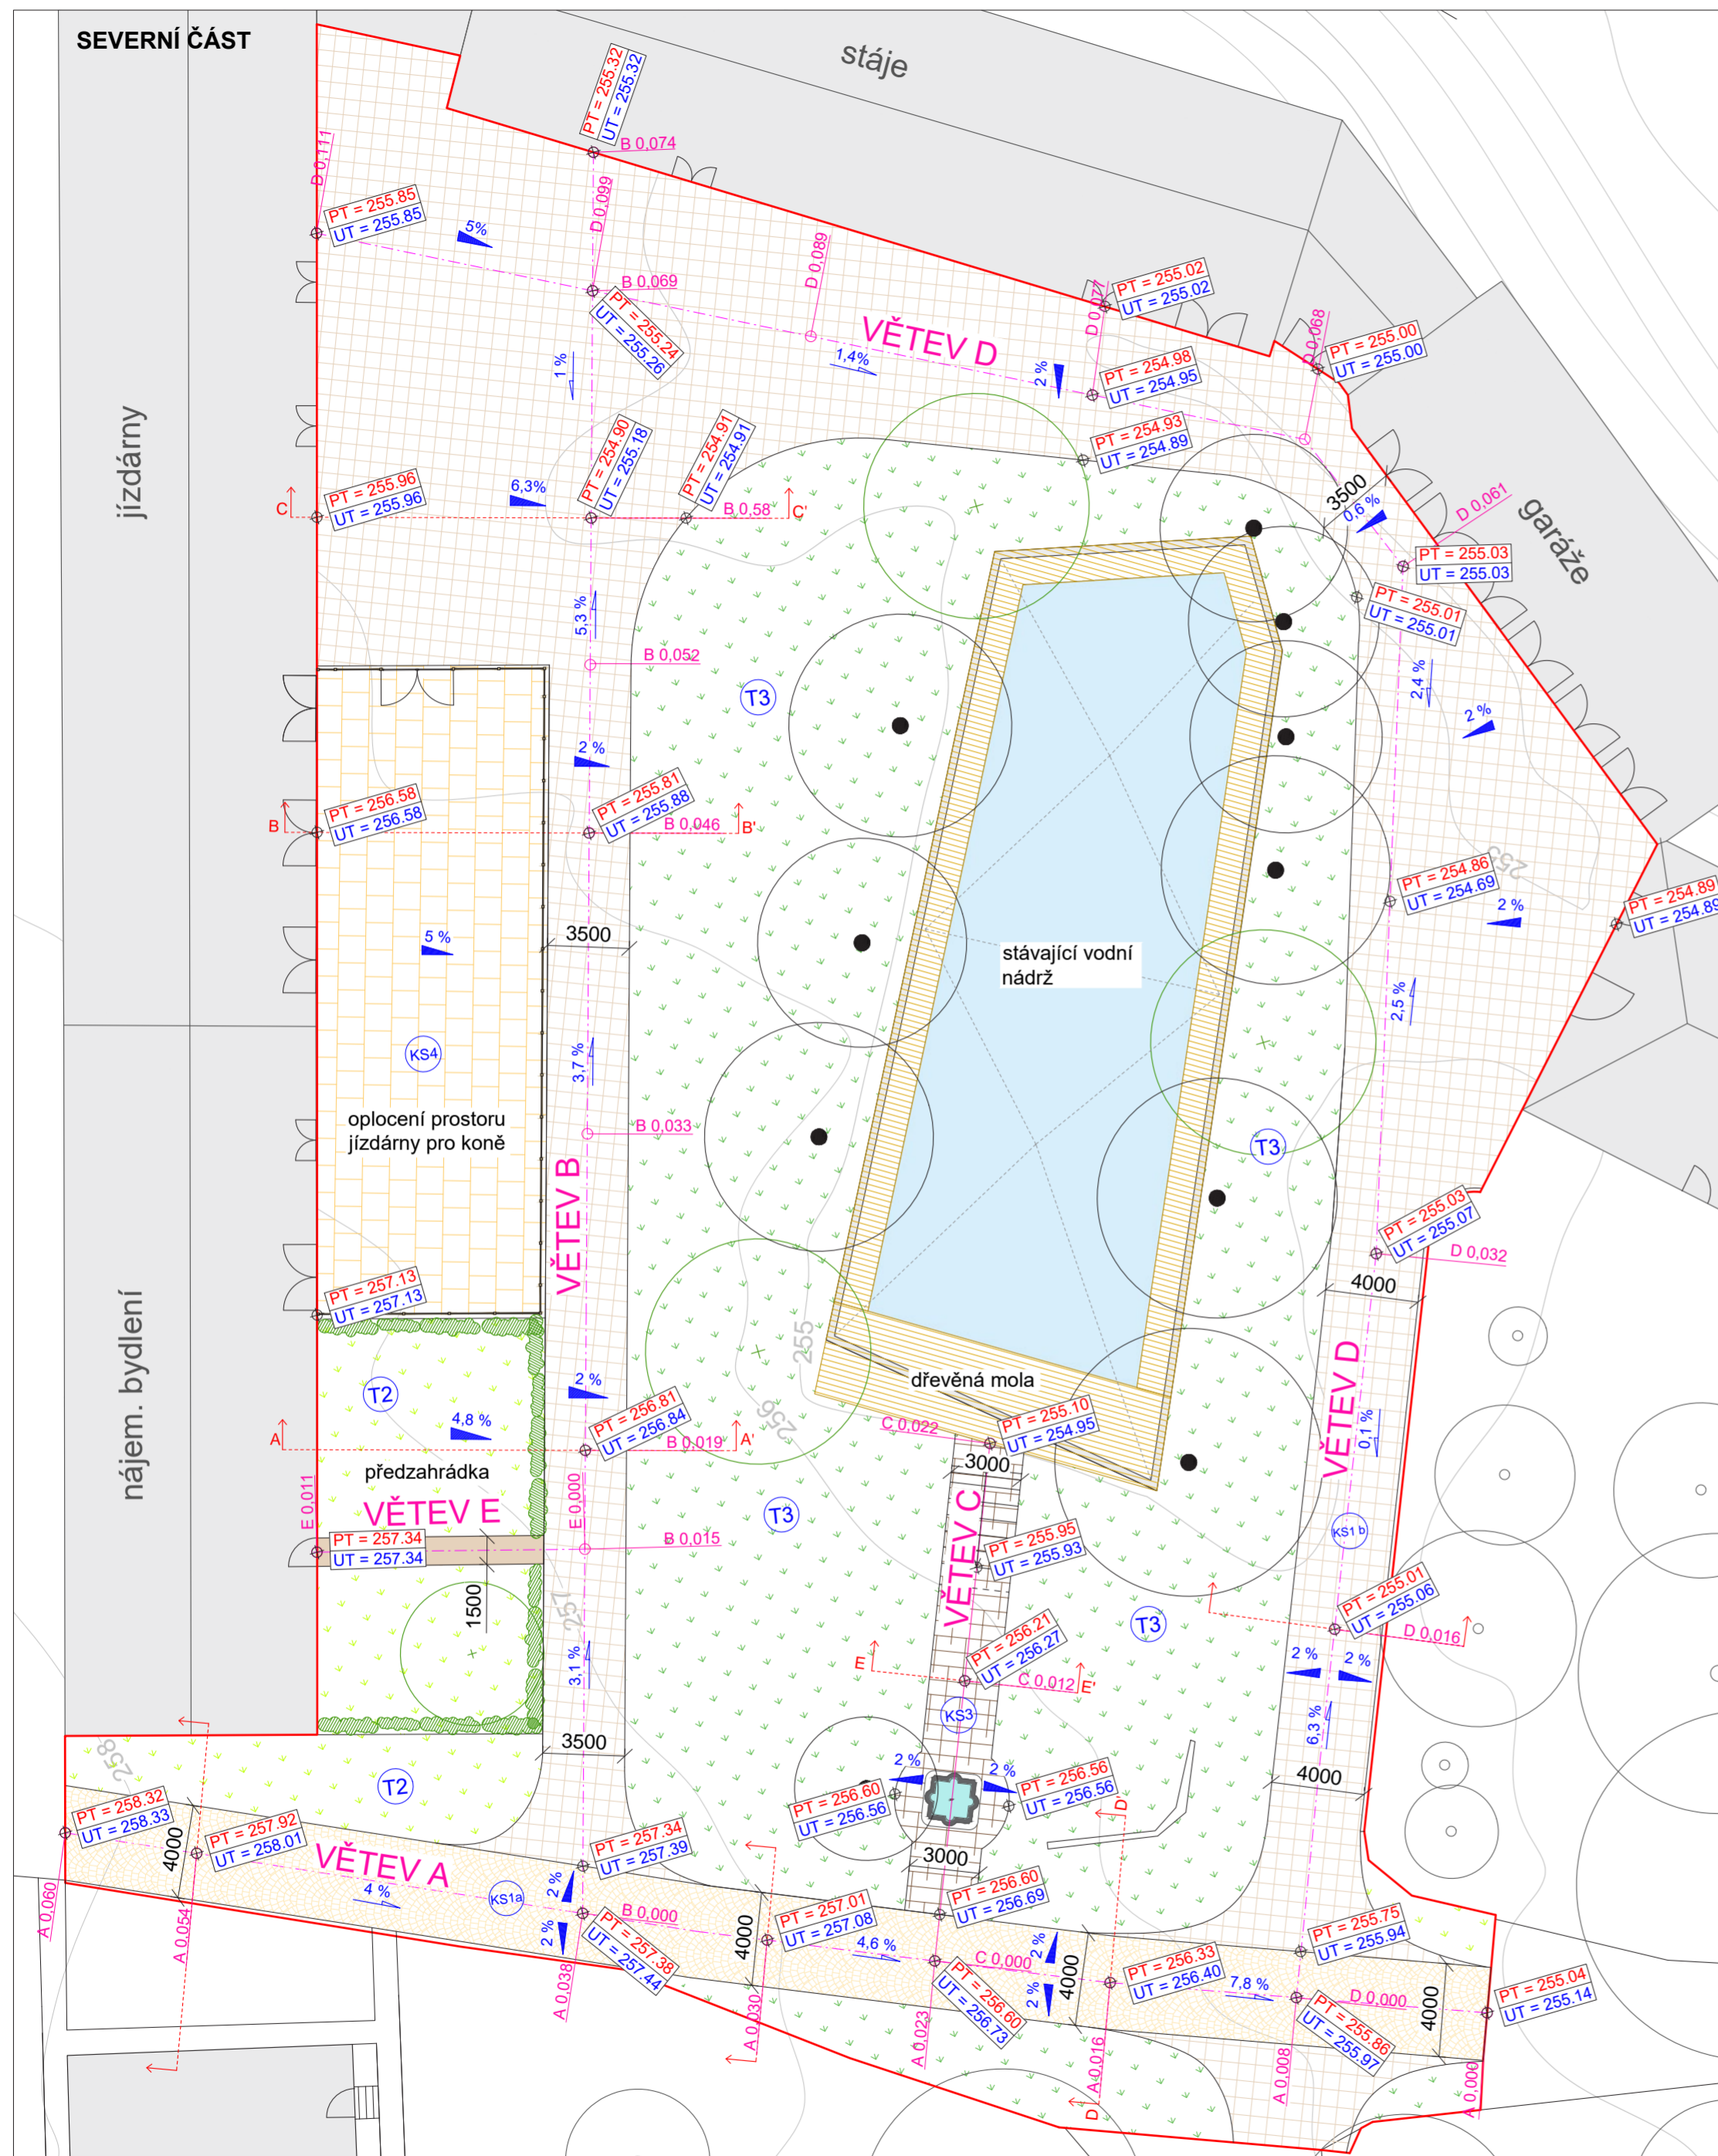 SEVERNÍ ČÁST
stáje
PT = 255.32
UT = 255.32
B 0,074
D 0,111
D 0,099
PT = 255.85
UT = 255.85
5%
D 0,089
B 0,069
PT = 255.24
UT = 255.26
D 0,077
PT = 255.02
UT = 255.02
D 0,068
PT = 255.00
UT = 255.00
VĚTEV D
1,4%
2 %
1 %
PT = 254.98
UT = 254.95
PT = 254.93
UT = 254.89
jízdárny
PT = 254.90
UT = 255.18
PT = 254.91
UT = 254.91
6,3%
PT = 255.96
UT = 255.96
C
B 0,58
C'
3500
0,6 %
D 0,061
garáže
PT = 255.03
UT = 255.03
PT = 255.01
UT = 255.01
5,3 %
B 0,052
T3
2,4 %
2 %
2 %
PT = 256.58
UT = 256.58
PT = 255.81
UT = 255.88
B
B 0,046
B'
255
PT = 254.86
UT = 254.69
PT = 254.89
UT = 254.89
2 %
5 %
3500
stávající vodní
nádrž
2,5 %
KS4
3,7 %
oplocení prostoru
jízdárny pro koně
B 0,033
T3
VĚTEV B
PT = 255.03
UT = 255.07
D 0,032
4000
PT = 257.13
UT = 257.13
255
dřevěná mola
VĚTEV D
0,1 %
nájem. bydlení
T2
2 %
4,8 %
256
PT = 256.81
UT = 256.84
A
B 0,019
A'
C 0,022
PT = 255.10
UT = 254.95
3000
předzahrádka
VĚTEV E
E 0,011
E 0,000
T3
VĚTEV C
KS1 b
PT = 257.34
UT = 257.34
B 0,015
PT = 255.95
UT = 255.93
1500
257
T3
PT = 255.01
UT = 255.06
D 0,016
2 %
2 %
3,1 %
PT = 256.21
UT = 256.27
E
C 0,012
E'
KS3
6,3 %
3500
258
T2
2 %
2 %
4000
PT = 256.60
UT = 256.56
PT = 256.56
UT = 256.56
D'
PT = 258.32
UT = 258.33
4000
PT = 257.92
UT = 258.01
VĚTEV A
PT = 257.34
UT = 257.39
3000
4 %
KS1a
2 %
2 %
B 0,000
PT = 257.38
UT = 257.44
4000
PT = 257.01
UT = 257.08
4,6 %
PT = 256.60
UT = 256.69
C 0,000
PT = 256.60
UT = 256.73
2 %
2 %
4000
PT = 256.33
UT = 256.40
7,8 %
PT = 255.75
UT = 255.94
D 0,000
PT = 255.86
UT = 255.97
4000
PT = 255.04
UT = 255.14
A 0,060
A 0,054
A 0,038
A 0,030
A 0,023
A 0,016
D
A 0,008
A 0,000